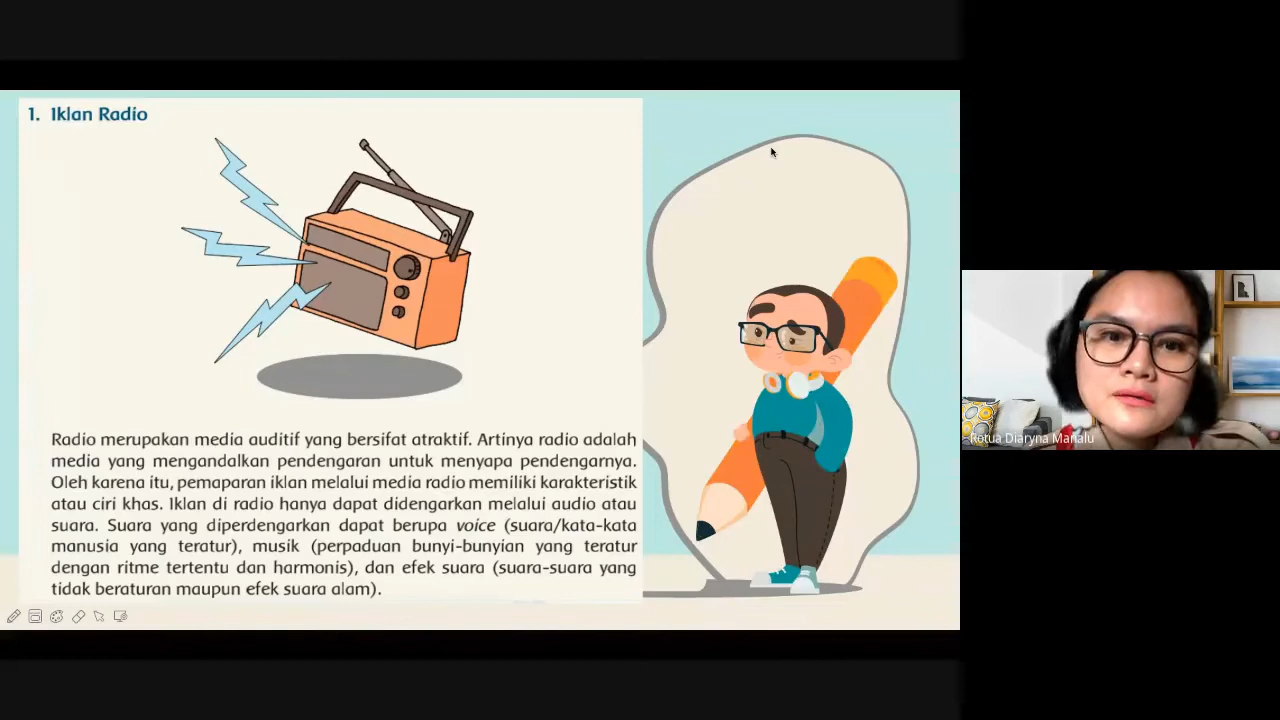 1. Iklan Radio
Radio merupakan media auditif yang bersifat atraktif. Artinya radio adalah
media yang mengandalkan pendengaran untuk menyapa pendengarnya.
Oleh karena itu, pemaparan iklan melalui media radio memiliki karakteristik
atau ciri khas. Iklan di radio hanya dapat didengarkan melalui audio atau
suara. Suara yang diperdengarkan dapat berupa voice (suara/kata-kata
manusia yang teratur), musik (perpaduan bunyi-bunyian yang teratur
dengan ritme tertentu dan harmonis), dan efek suara (suara-suara yang
tidak beraturan maupun efek suara alam).
Rotua Diaryna Manalu